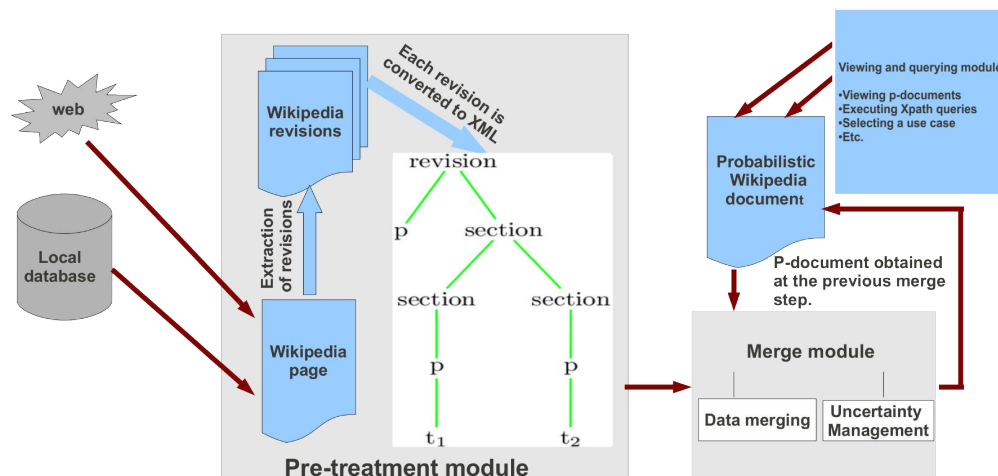 web
Local
database
Wikipedia
revisions
Each revision is
converted to XML
Extraction
of revisions
Wikipedia
page
revision
p
section
section
section
p
p
t1
t2
Pre-treatment module
Viewing and querying module
•Viewing p-documents
•Executing Xpath queries
•Selecting a use case
•Etc.
Probabilistic
Wikipedia
document
P-document obtained
at the previous merge
step.
Merge module
Data merging
Uncertainty
Management